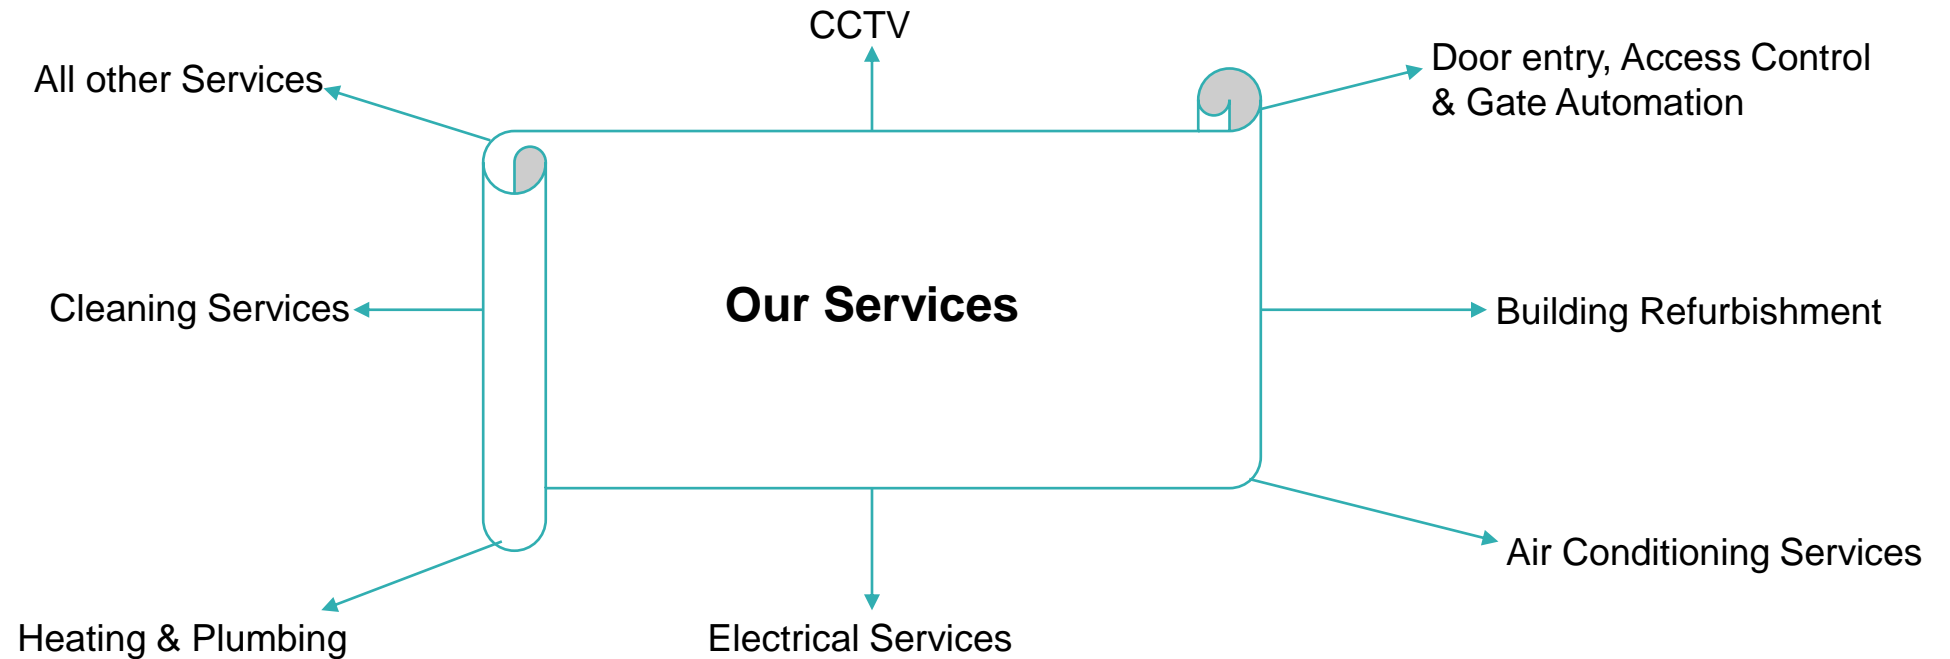 CCTV
All other Services
Door entry, Access Control
& Gate Automation
Cleaning Services
Our Services
Building Refurbishment
Air Conditioning Services
Heating & Plumbing
Electrical Services